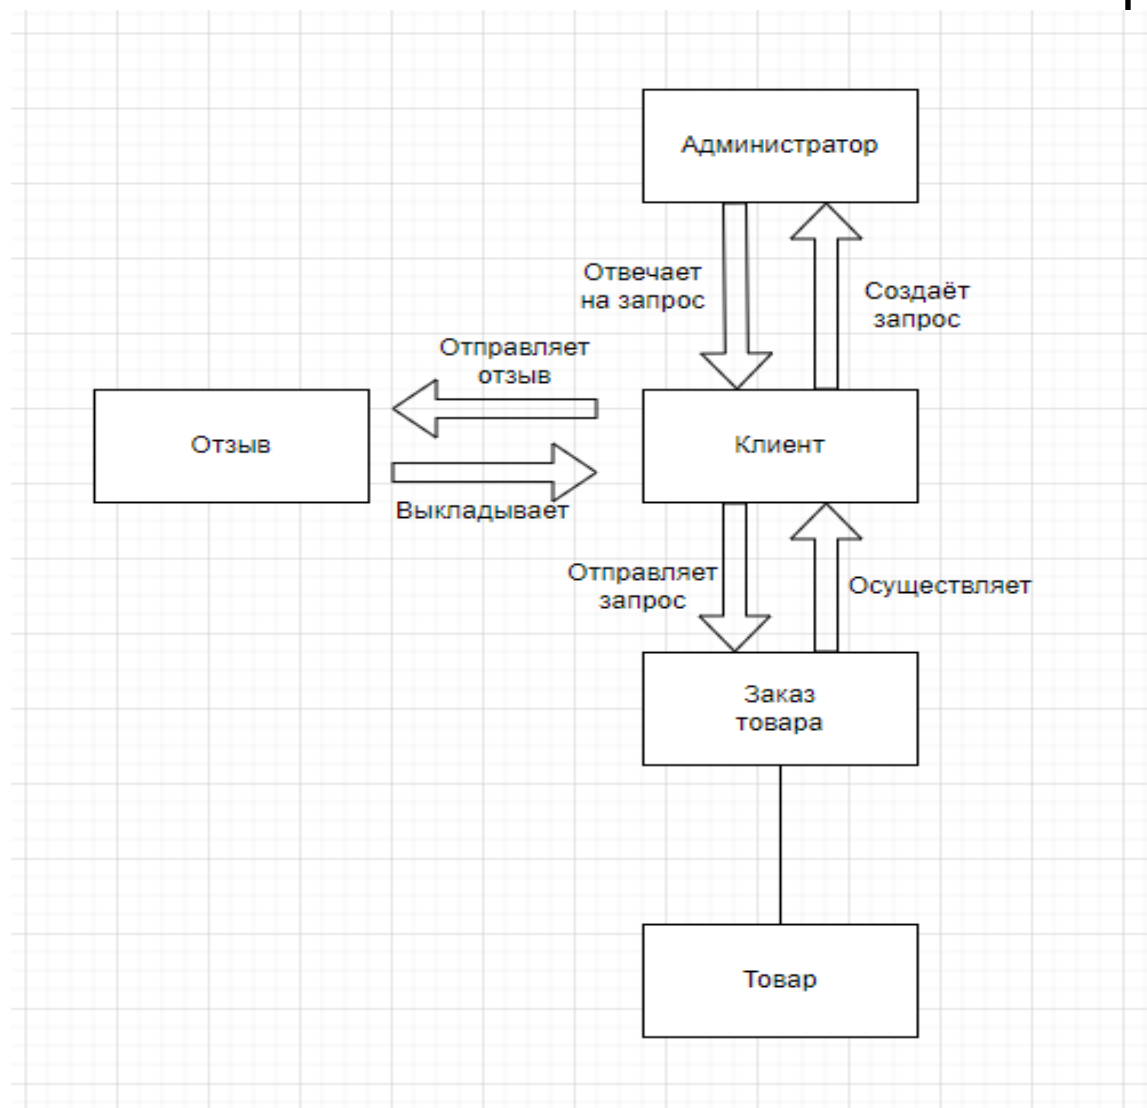 Администратор
Отвечает
на запрос
Создаёт
запрос
Отправляет
отзыв
Отзыв
Клиент
Выкладывает
Отправляет
запрос
Осуществляет
Заказ
товара
Товар